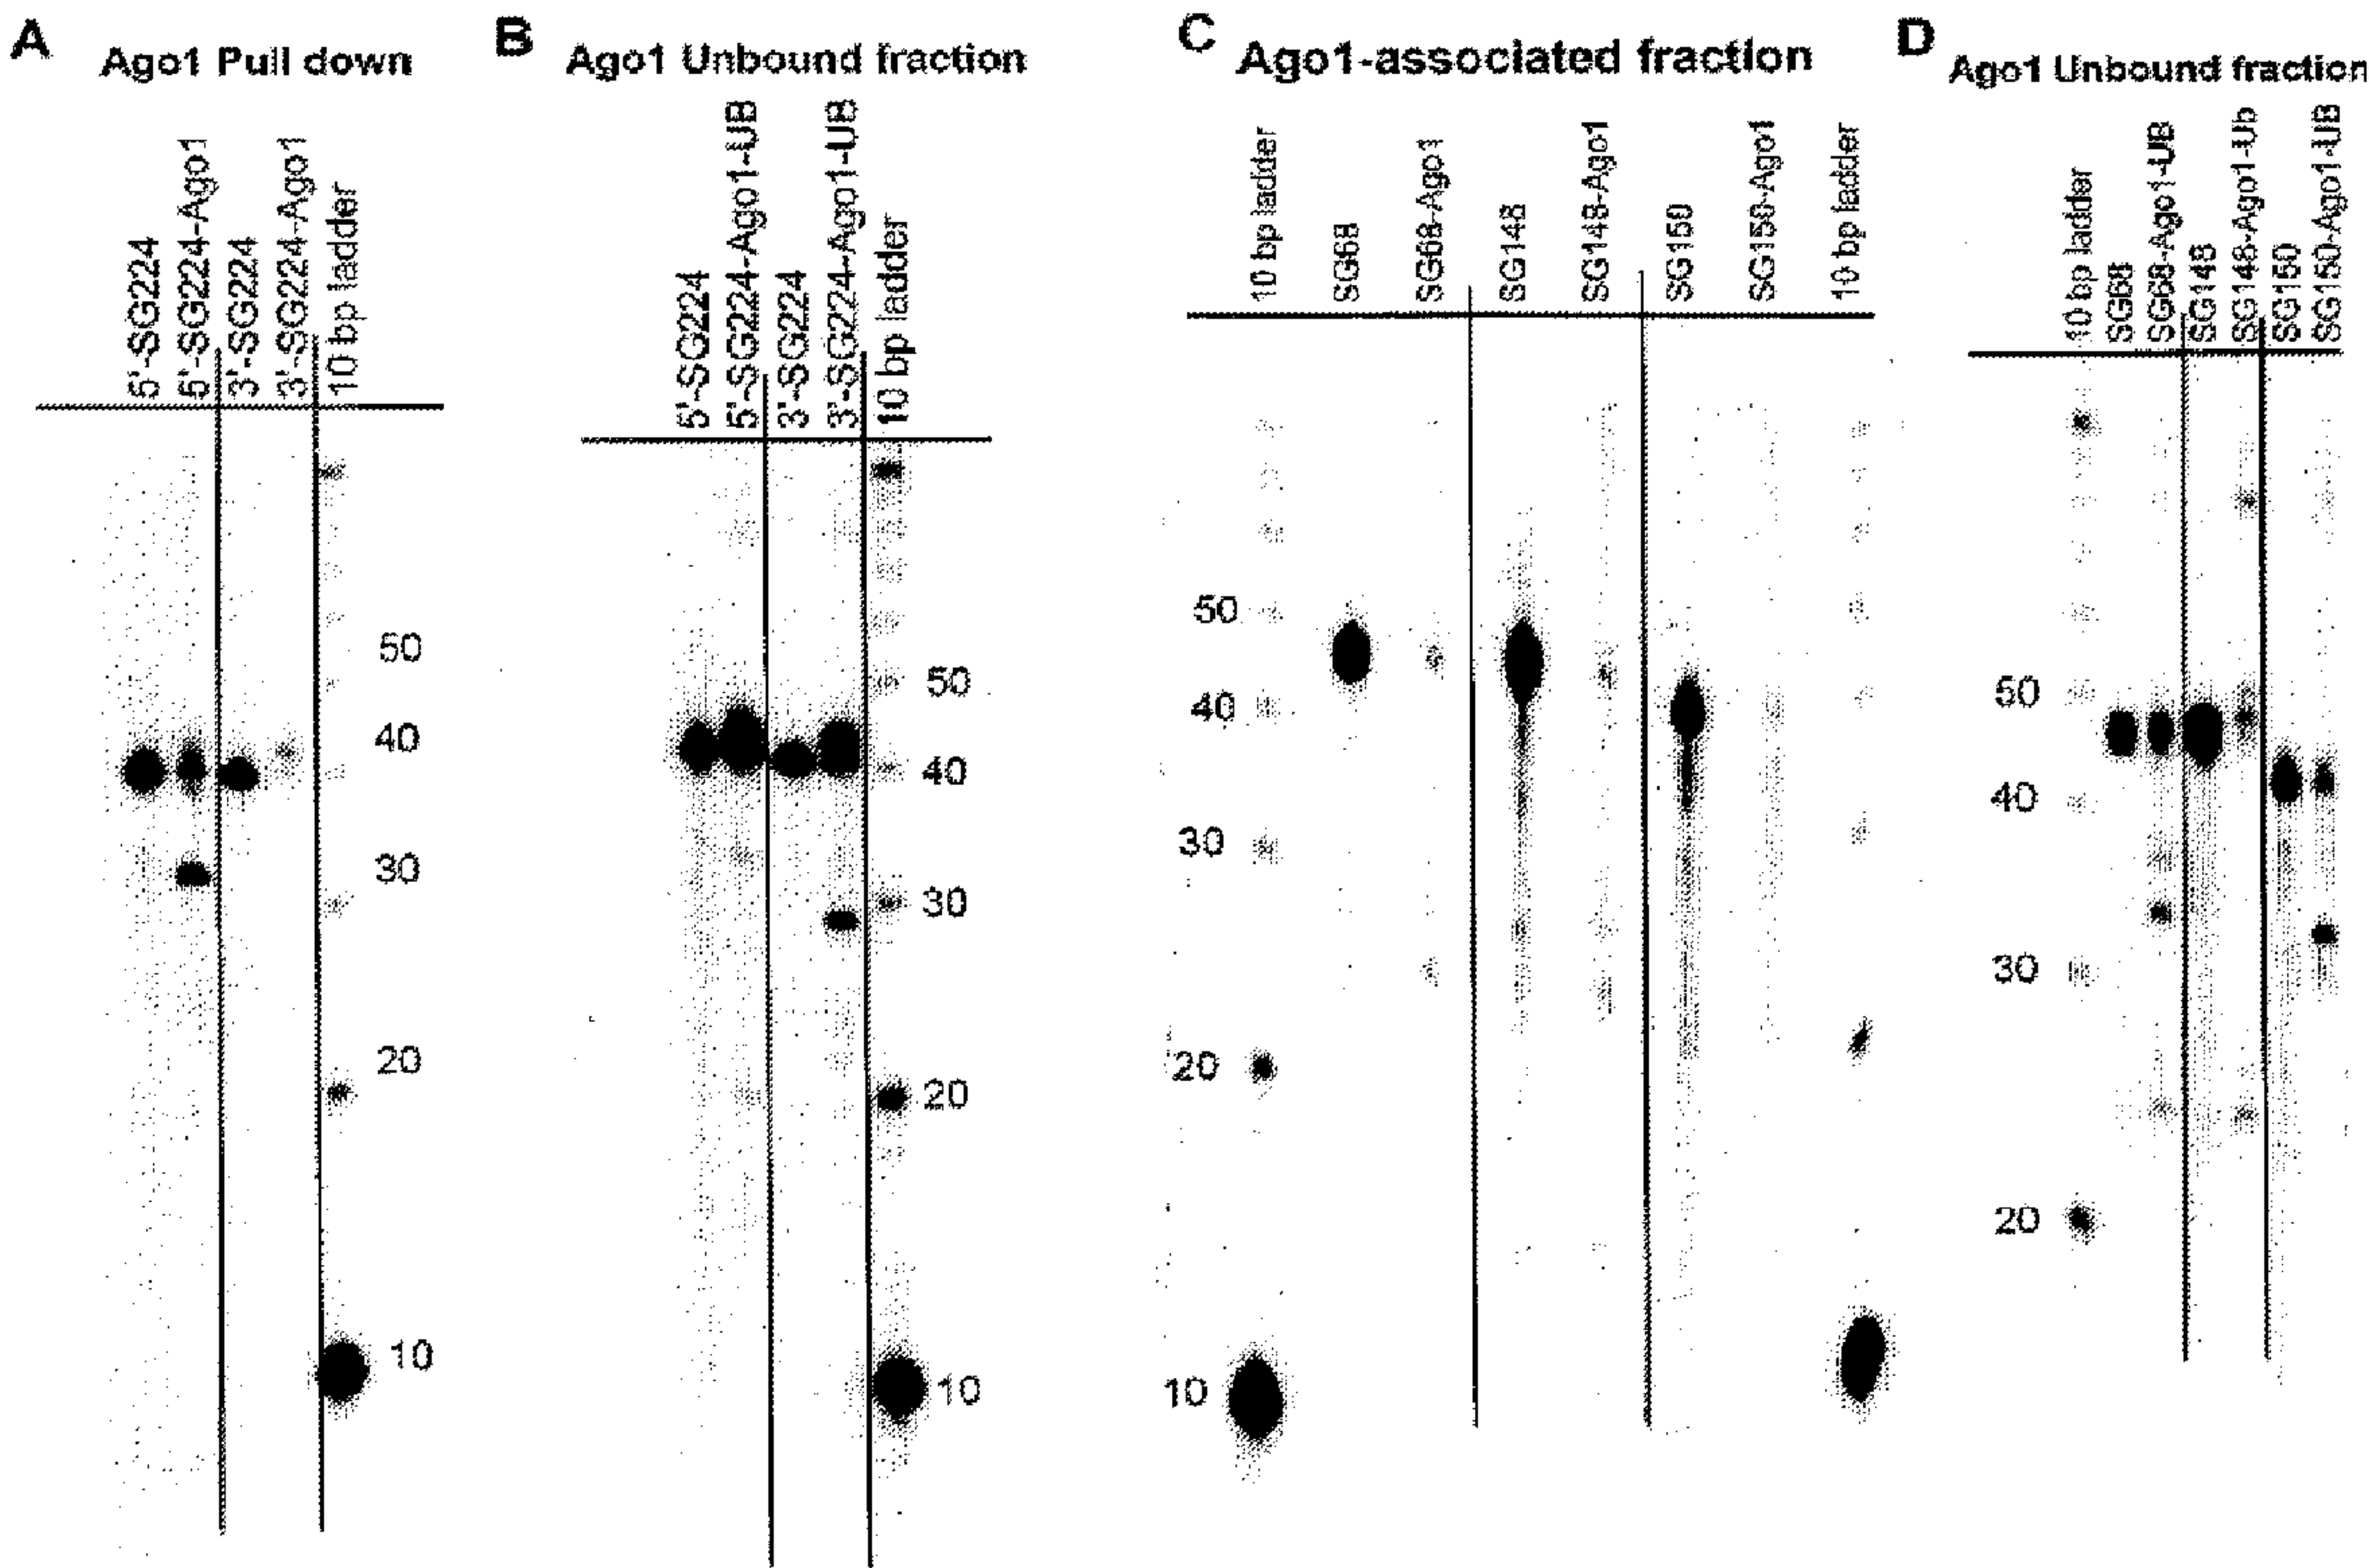 A
Ago1 Pull down
5'-SG224
5'-SG224-Ago1
3'-SG224
3'-SG224-Ago1
10 bp ladder
50
40
30
20
10
B
Ago1 Unbound fraction
5'-SG224
5'-SG224-Ago1-UB
3'-SG224
3'-SG224-Ago1-UB
10 bp ladder
50
40
30
20
10
C
Ago1-associated fraction
10 bp ladder
SG68
SG68-Ago1
SG148
SG148-Ago1
SG150
SG150-Ago1
10 bp ladder
50
40
30
20
10
D
Ago1 Unbound fraction
10 bp ladder
SG68
SG68-Ago1-UB
SG148
SG148-Ago1-Ub
SG150
SG150-Ago1-UB
50
40
30
20